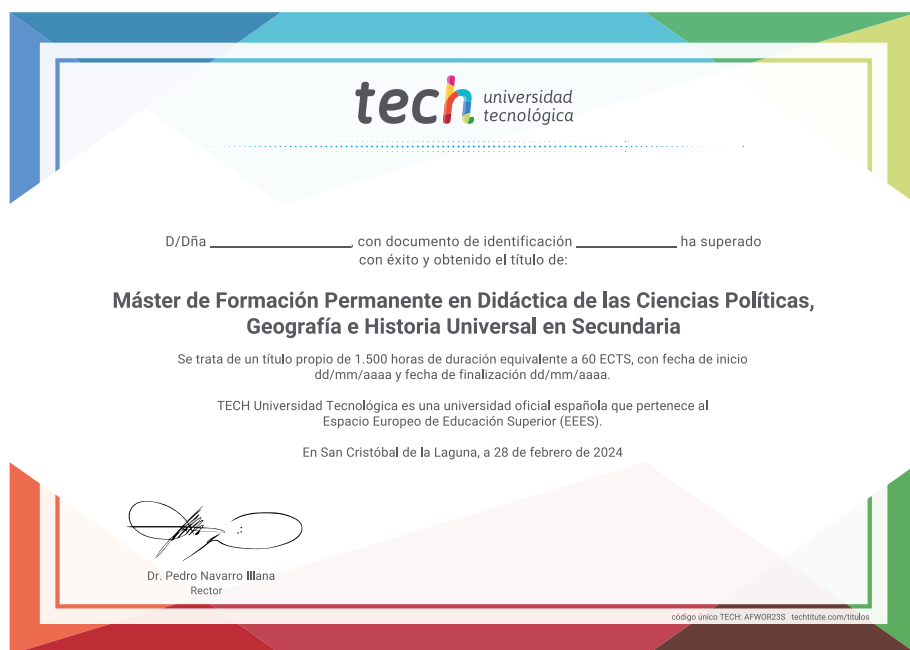 tech universidad
tecnológica
D/Dña ____________________, con documento de identificación ______________ ha superado
con éxito y obtenido el título de:
Máster de Formación Permanente en Didáctica de las Ciencias Políticas,
Geografía e Historia Universal en Secundaria
Se trata de un título propio de 1.500 horas de duración equivalente a 60 ECTS, con fecha de inicio
dd/mm/aaaa y fecha de finalización dd/mm/aaaa.
TECH Universidad Tecnológica es una universidad oficial española que pertenece al
Espacio Europeo de Educación Superior (EEES).
En San Cristóbal de la Laguna, a 28 de febrero de 2024
Dr. Pedro Navarro Illana
Rector
código único TECH: AFWOR23S techtitute.com/titulos